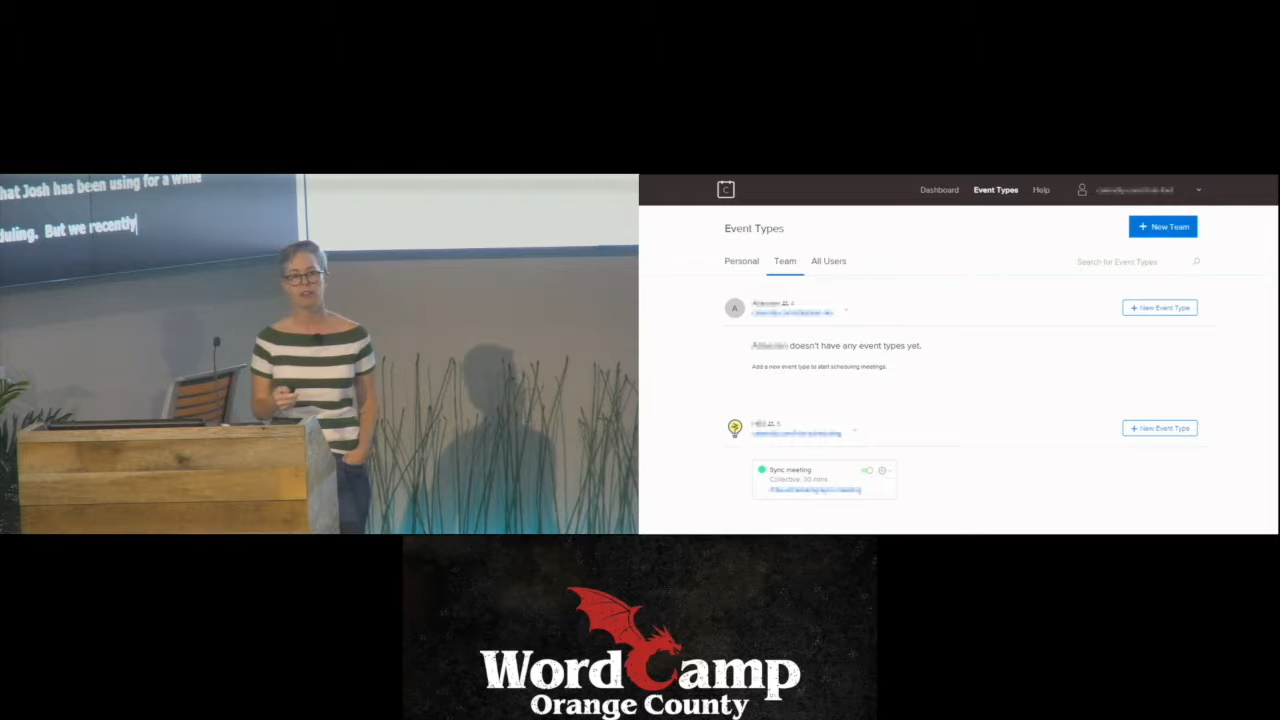 hat Josh has been using for a while
duling. But we recently
C
Dashboard
Event Types
Help
Event Types
+ New Team
Personal
Team
All Users
Search for Event Types
A
4
+ New Event Type
doesn't have any event types yet.
Add a new event type to start scheduling meetings.
5
+ New Event Type
Sync meeting
Collective, 30 mins
WordCamp
Orange County